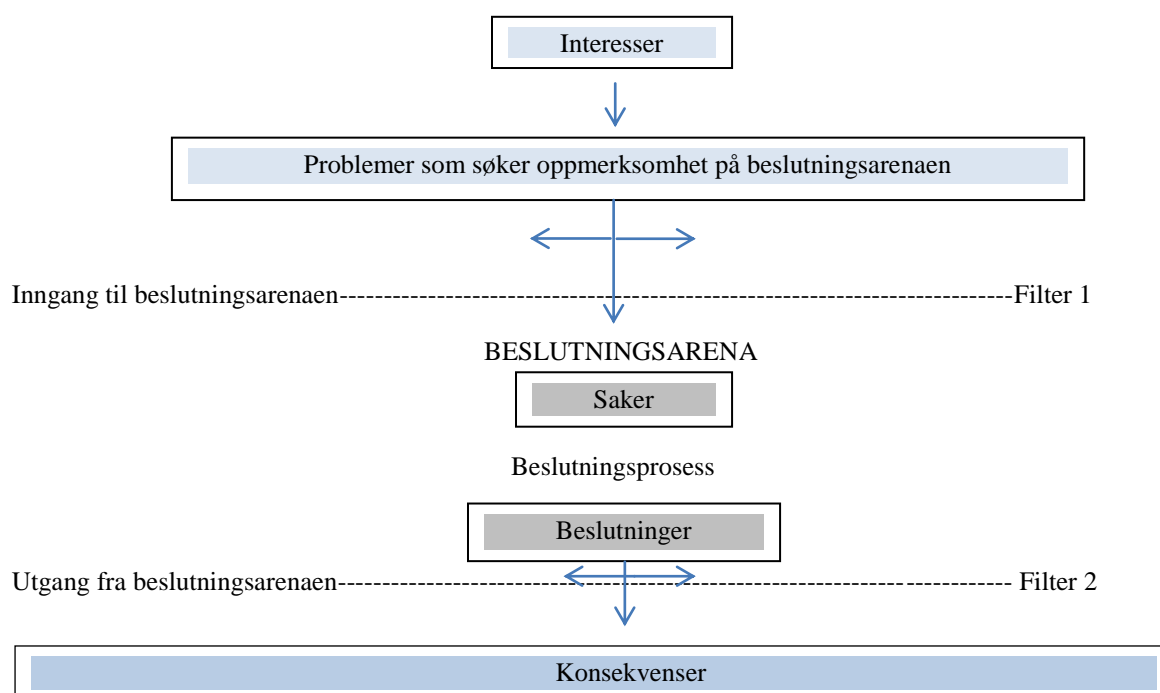 Interesser
Problemer som søker oppmerksomhet på beslutningsarenaen
Inngang til beslutningsarenaen---------------------------------------------------------------------------Filter 1
BESLUTNINGSARENA
Saker
Beslutningsprosess
Beslutninger
Utgang fra beslutningsarenaen--------------------------------------------------------------- ------------ Filter 2
Konsekvenser